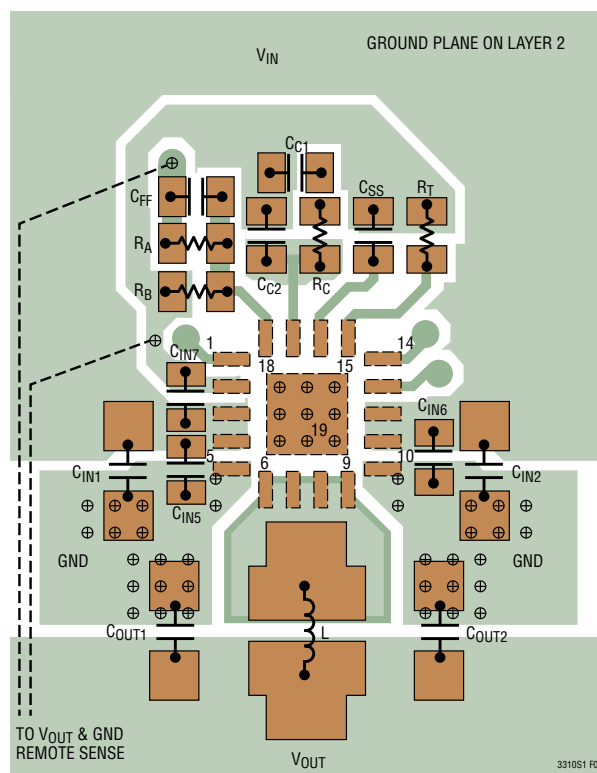 GROUND PLANE ON LAYER 2
VIN
CC1
CFF
CSS
RT
RA
RB
CC2
RC
1
14
CIN7
18
15
CIN6
19
CIN1
5
6
9
10
CIN2
CIN5
GND
GND
COUT1
L
COUT2
TO VOUT & GND
REMOTE SENSE
VOUT
3310S1 F0